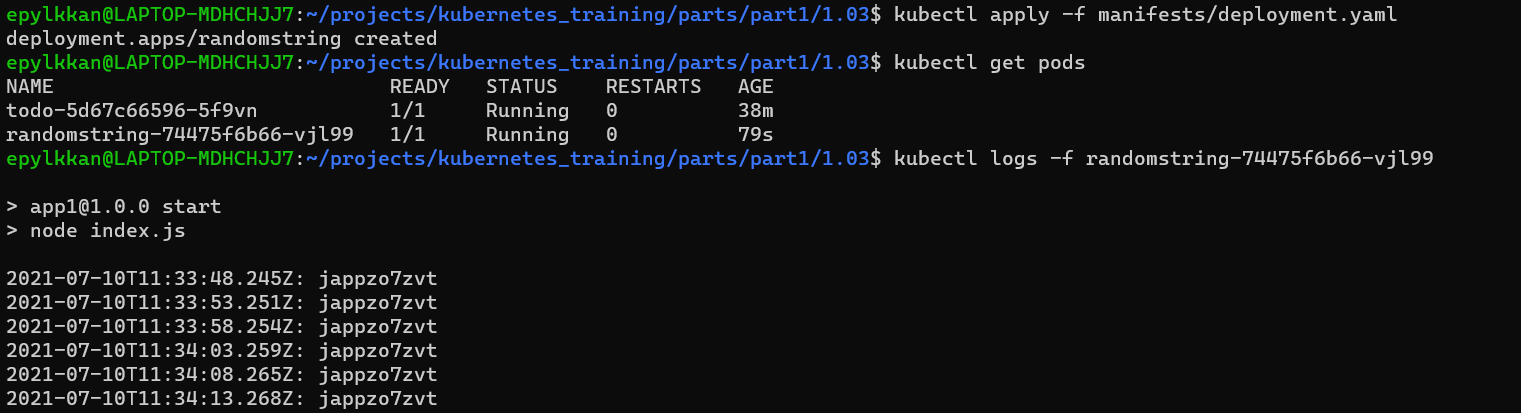 epylkkan@LAPTOP-MDHCHJJ7:~/projects/kubernetes_training/parts/part1/1.03$ kubectl apply -f manifests/deployment.yaml
deployment.apps/randomstring created
epylkkan@LAPTOP-MDHCHJJ7:~/projects/kubernetes_training/parts/part1/1.03$ kubectl get pods
NAME                            READY   STATUS    RESTARTS   AGE
todo-5d67c66596-5f9vn           1/1     Running   0          38m
randomstring-74475f6b66-vjl99   1/1     Running   0          79s
epylkkan@LAPTOP-MDHCHJJ7:~/projects/kubernetes_training/parts/part1/1.03$ kubectl logs -f randomstring-74475f6b66-vjl99
> app1@1.0.0 start
> node index.js
2021-07-10T11:33:48.245Z: jappzo7zvt
2021-07-10T11:33:53.251Z: jappzo7zvt
2021-07-10T11:33:58.254Z: jappzo7zvt
2021-07-10T11:34:03.259Z: jappzo7zvt
2021-07-10T11:34:08.265Z: jappzo7zvt
2021-07-10T11:34:13.268Z: jappzo7zvt